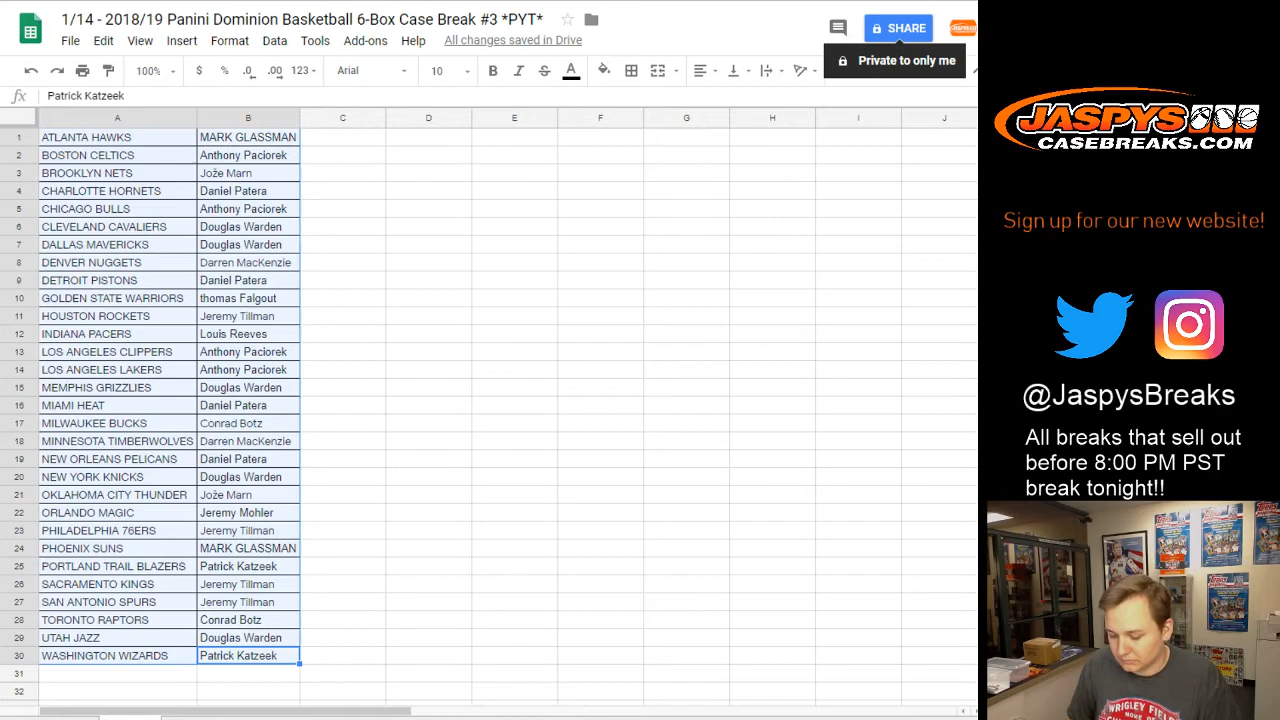 1/14 - 2018/19 Panini Dominion Basketball 6-Box Case Break #3 *PYT*
File Edit View Insert Format Data Tools Add-ons Help All changes saved in Drive
SHARE
Private to only me
100% $ % .0 .00 123 Arial 10 B I S A
fx Patrick Katzeek
A B C D E F G H I J
1 ATLANTA HAWKS MARK GLASSMAN
2 BOSTON CELTICS Anthony Paciorek
3 BROOKLYN NETS Jože Marn
4 CHARLOTTE HORNETS Daniel Patera
5 CHICAGO BULLS Anthony Paciorek
6 CLEVELAND CAVALIERS Douglas Warden
7 DALLAS MAVERICKS Douglas Warden
8 DENVER NUGGETS Darren MacKenzie
9 DETROIT PISTONS Daniel Patera
10 GOLDEN STATE WARRIORS thomas Falgout
11 HOUSTON ROCKETS Jeremy Tillman
12 INDIANA PACERS Louis Reeves
13 LOS ANGELES CLIPPERS Anthony Paciorek
14 LOS ANGELES LAKERS Anthony Paciorek
15 MEMPHIS GRIZZLIES Douglas Warden
16 MIAMI HEAT Daniel Patera
17 MILWAUKEE BUCKS Conrad Botz
18 MINNESOTA TIMBERWOLVES Darren MacKenzie
19 NEW ORLEANS PELICANS Daniel Patera
20 NEW YORK KNICKS Douglas Warden
21 OKLAHOMA CITY THUNDER Jože Marn
22 ORLANDO MAGIC Jeremy Mohler
23 PHILADELPHIA 76ERS Jeremy Tillman
24 PHOENIX SUNS MARK GLASSMAN
25 PORTLAND TRAIL BLAZERS Patrick Katzeek
26 SACRAMENTO KINGS Jeremy Tillman
27 SAN ANTONIO SPURS Jeremy Tillman
28 TORONTO RAPTORS Conrad Botz
29 UTAH JAZZ Douglas Warden
30 WASHINGTON WIZARDS Patrick Katzeek
31
32
JASPYS
CASEBREAKS.COM
Sign up for our new website!
@JaspysBreaks
All breaks that sell out
before 8:00 PM PST
break tonight!!
Topps
Topps
WRIGLEY FIELD